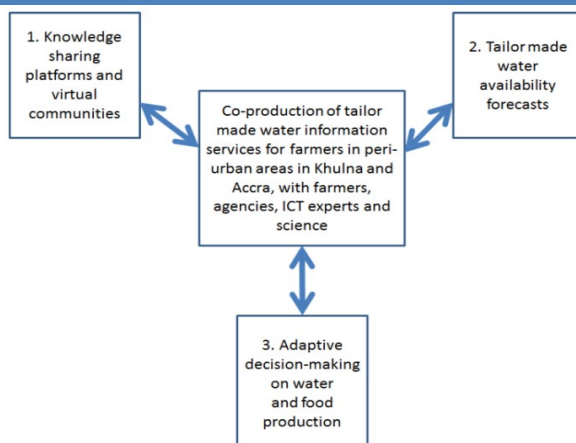 1. Knowledge
sharing
platforms and
virtual
communities
2. Tailor made
water
availability
forecasts
Co-production of tailor
made water information
services for farmers in peri-
urban areas in Khulna and
Accra, with farmers,
agencies, ICT experts and
science
3. Adaptive
decision-making
on water
and food
production